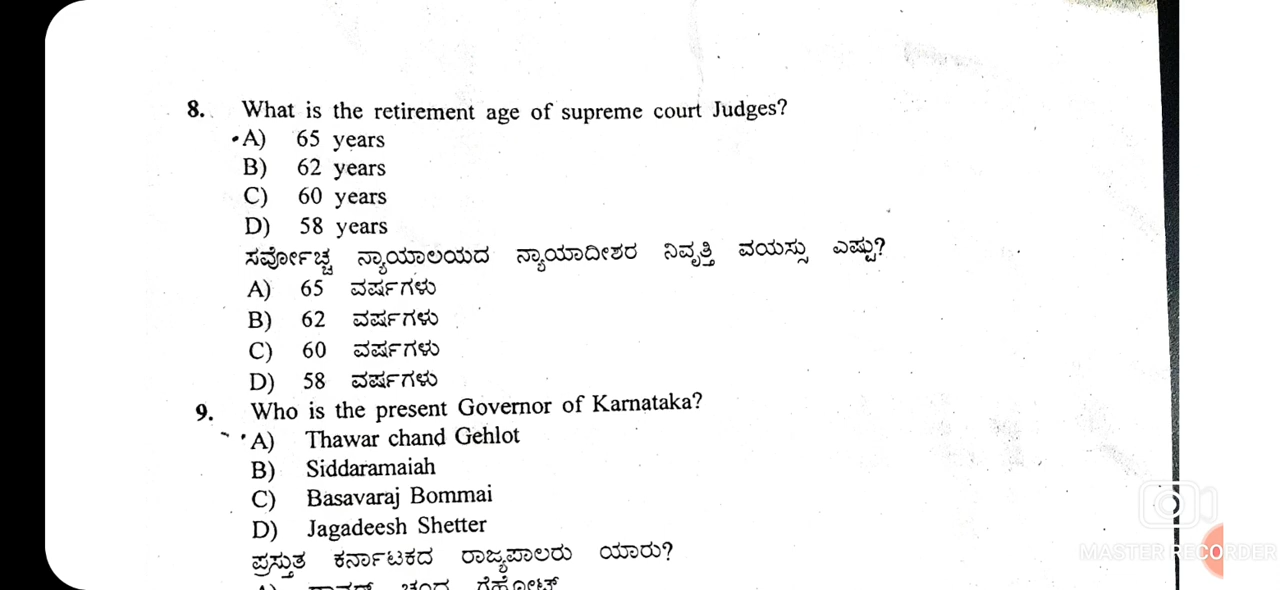 8. What is the retirement age of supreme court Judges?
A) 65 years
B) 62 years
C) 60 years
D) 58 years
ಸರ್ವೋಚ್ಚ ನ್ಯಾಯಾಲಯದ ನ್ಯಾಯಾದೀಶರ ನಿವೃತ್ತಿ ವಯಸ್ಸು ಎಷ್ಟು?
A) 65 ವರ್ಷಗಳು
B) 62 ವರ್ಷಗಳು
C) 60 ವರ್ಷಗಳು
D) 58 ವರ್ಷಗಳು
9. Who is the present Governor of Karnataka?
A) Thawar chand Gehlot
B) Siddaramaiah
C) Basavaraj Bommai
D) Jagadeesh Shetter
ಪ್ರಸ್ತುತ ಕರ್ನಾಟಕದ ರಾಜ್ಯಪಾಲರು ಯಾರು?
MASTER RECORDER